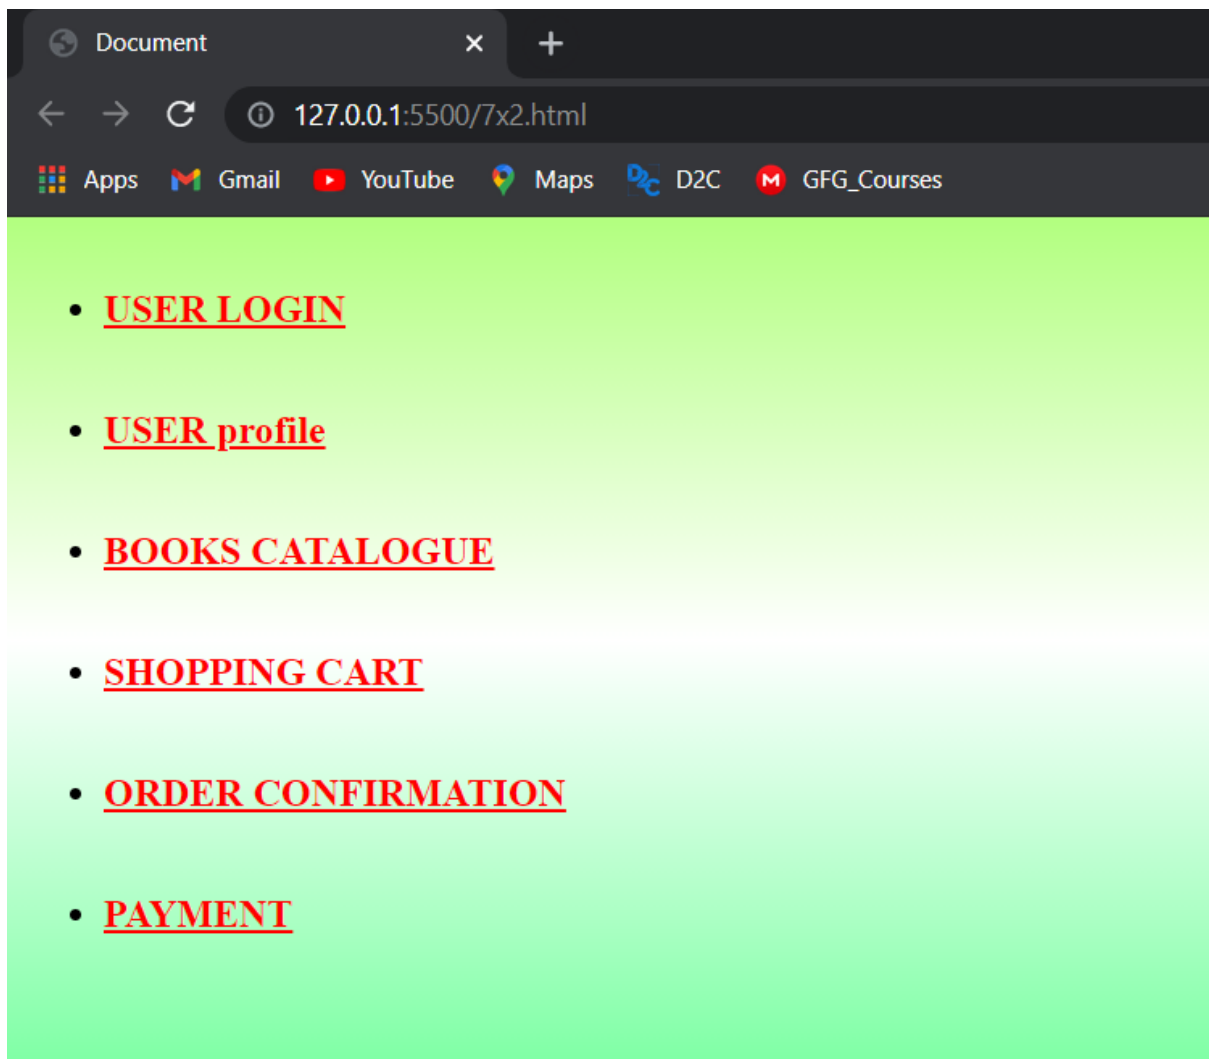 Document
127.0.0.1:5500/7x2.html
Apps Gmail YouTube Maps D2C D2C GFG_Courses
USER LOGIN
USER profile
BOOKS CATALOGUE
SHOPPING CART
ORDER CONFIRMATION
PAYMENT